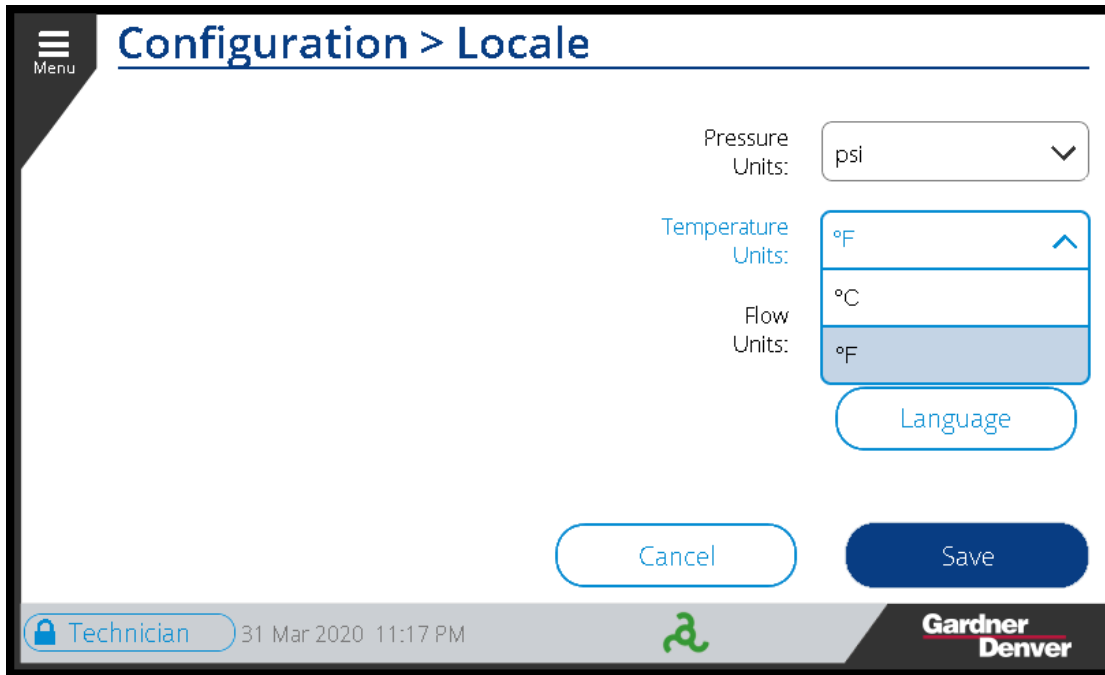 Menu
Configuration > Locale
Pressure
Units:
psi
Temperature
Units:
°F
°C
°F
Flow
Units:
Language
Cancel
Save
Technician
31 Mar 2020 11:17 PM
Gardner
Denver